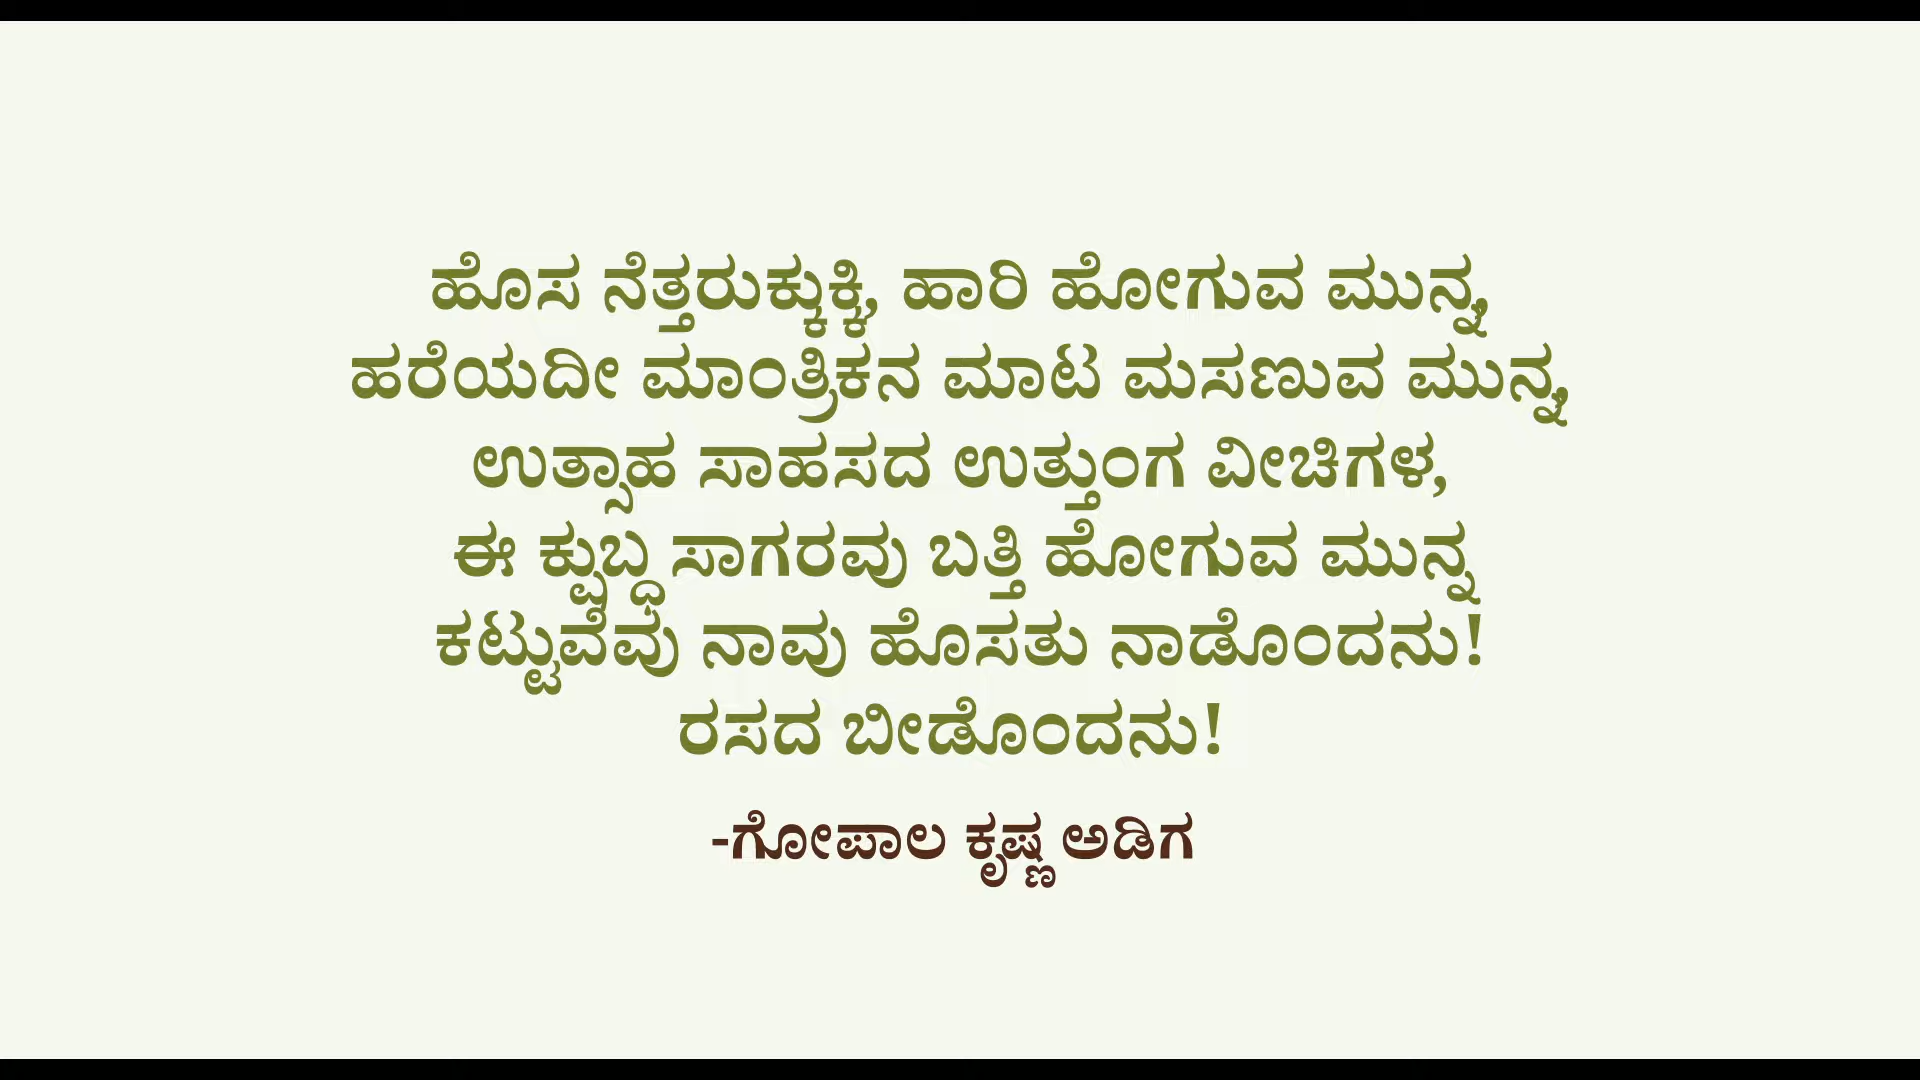 ಹೊಸ ನೆತ್ತರುಕ್ಕುಕ್ಕಿ, ಹಾರಿ ಹೋಗುವ ಮುನ್ನ,
ಹರೆಯದೀ ಮಾಂತ್ರಿಕನ ಮಾಟ ಮಸಣುವ ಮುನ್ನ,
ಉತ್ಸಾಹ ಸಾಹಸದ ಉತ್ತುಂಗ ವೀಚಿಗಳ,
ಈ ಕ್ಷುಬ್ಧ ಸಾಗರವು ಬತ್ತಿ ಹೋಗುವ ಮುನ್ನ
ಕಟ್ಟುವೆವು ನಾವು ಹೊಸತು ನಾಡೊಂದನು!
ರಸದ ಬೀಡೊಂದನು!
-ಗೋಪಾಲ ಕೃಷ್ಣ ಅಡಿಗ